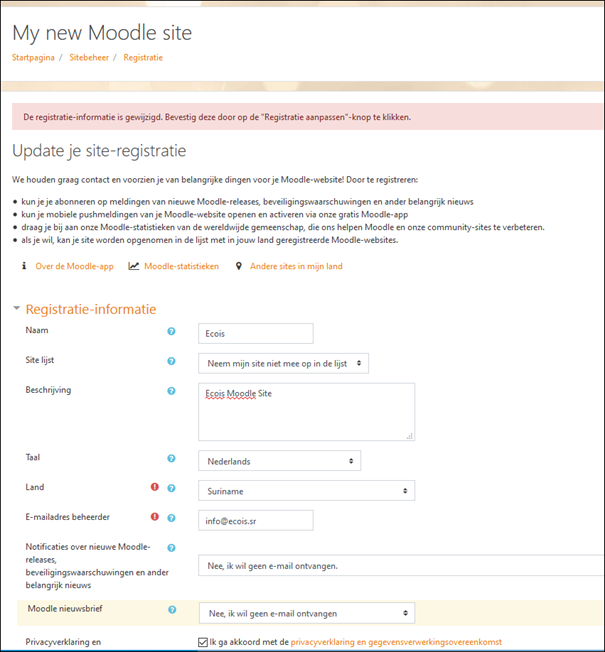 My new Moodle site
Startpagina / Sitebeheer / Registratie
De registratie-informatie is gewijzigd. Bevestig deze door op de "Registratie aanpassen"-knop te klikken.
Update je site-registratie
We houden graag contact en voorzien je van belangrijke dingen voor je Moodle-website! Door te registreren:
• kun je je abonneren op meldingen van nieuwe Moodle-releases, beveiligingswaarschuwingen en ander belangrijk nieuws
• kun je mobiele pushmeldingen van je Moodle-website openen en activeren via onze gratis Moodle-app
• draag je bij aan onze Moodle-statistieken van de wereldwijde gemeenschap, die ons helpen Moodle en onze community-sites te verbeteren.
• als je wil, kan je site worden opgenomen in de lijst met in jouw land geregistreerde Moodle-websites.
Over de Moodle-app Moodle-statistieken Andere sites in mijn land
Registratie-informatie
Naam Ecois
Site lijst Neem mijn site niet mee op in de lijst
Beschrijving Ecois Moodle Site
Taal Nederlands
Land Suriname
E-mailadres beheerder info@ecois.sr
Notificaties over nieuwe Moodle-
releases,
beveiligingswaarschuwingen en ander
belangrijk nieuws
Nee, ik wil geen e-mail ontvangen.
Moodle nieuwsbrief Nee, ik wil geen e-mail ontvangen
Privacyverklaring en Ik ga akkoord met de privacyverklaring en gegevensverwerkingsovereenkomst